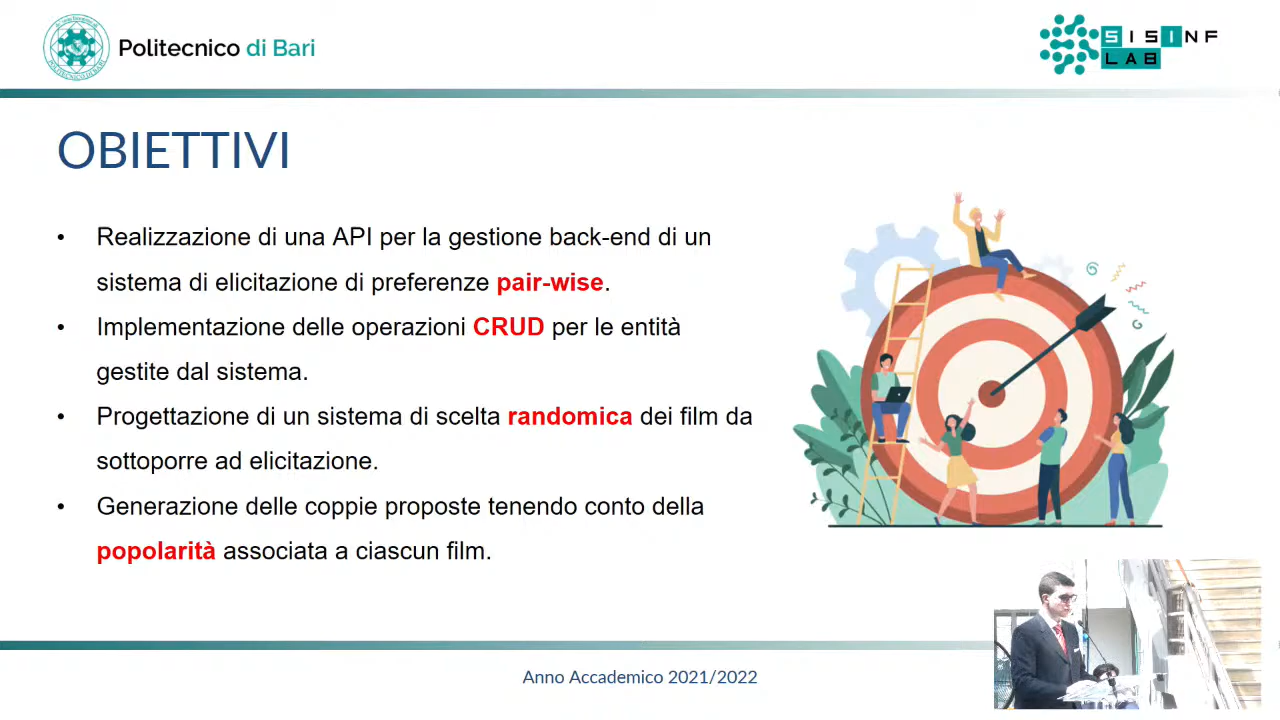 Politecnico di Bari
SISINF
LAB
OBIETTIVI
• Realizzazione di una API per la gestione back-end di un
sistema di elicitazione di preferenze pair-wise.
• Implementazione delle operazioni CRUD per le entità
gestite dal sistema.
• Progettazione di un sistema di scelta randomica dei film da
sottoporre ad elicitazione.
• Generazione delle coppie proposte tenendo conto della
popolarità associata a ciascun film.
Anno Accademico 2021/2022